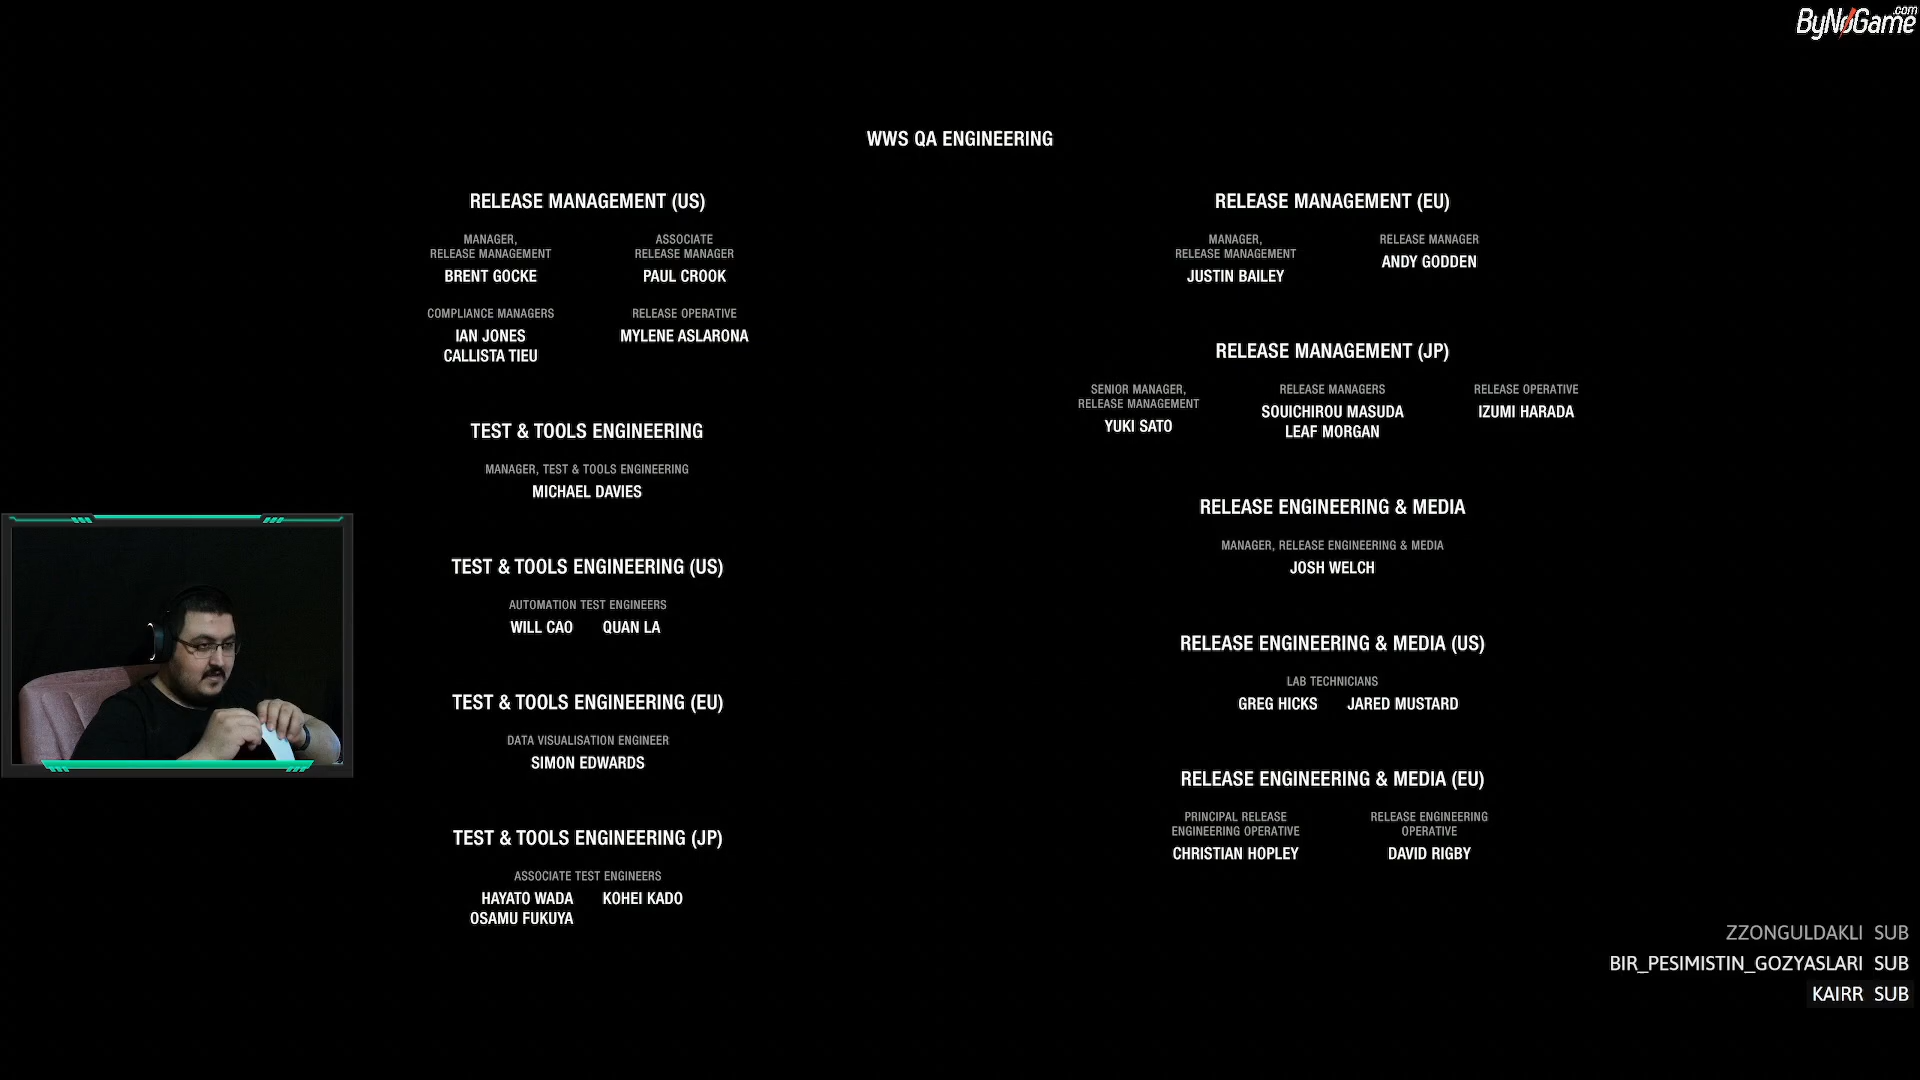 ByNoGame.com
WWS QA ENGINEERING
RELEASE MANAGEMENT (US)
MANAGER,
RELEASE MANAGEMENT
BRENT GOCKE
ASSOCIATE
RELEASE MANAGER
PAUL CROOK
COMPLIANCE MANAGERS
IAN JONES
CALLISTA TIEU
RELEASE OPERATIVE
MYLENE ASLARONA
TEST & TOOLS ENGINEERING
MANAGER, TEST & TOOLS ENGINEERING
MICHAEL DAVIES
TEST & TOOLS ENGINEERING (US)
AUTOMATION TEST ENGINEERS
WILL CAO QUAN LA
TEST & TOOLS ENGINEERING (EU)
DATA VISUALISATION ENGINEER
SIMON EDWARDS
TEST & TOOLS ENGINEERING (JP)
ASSOCIATE TEST ENGINEERS
HAYATO WADA KOHEI KADO
OSAMU FUKUYA
RELEASE MANAGEMENT (EU)
MANAGER,
RELEASE MANAGEMENT
JUSTIN BAILEY
RELEASE MANAGER
ANDY GODDEN
RELEASE MANAGEMENT (JP)
SENIOR MANAGER,
RELEASE MANAGEMENT
YUKI SATO
RELEASE MANAGERS
SOUICHIROU MASUDA
LEAF MORGAN
RELEASE OPERATIVE
IZUMI HARADA
RELEASE ENGINEERING & MEDIA
MANAGER, RELEASE ENGINEERING & MEDIA
JOSH WELCH
RELEASE ENGINEERING & MEDIA (US)
LAB TECHNICIANS
GREG HICKS JARED MUSTARD
RELEASE ENGINEERING & MEDIA (EU)
PRINCIPAL RELEASE
ENGINEERING OPERATIVE
CHRISTIAN HOPLEY
RELEASE ENGINEERING
OPERATIVE
DAVID RIGBY
ZZONGULDAKLI SUB
BIR_PESIMISTIN_GOZYASLARI SUB
KAIRR SUB